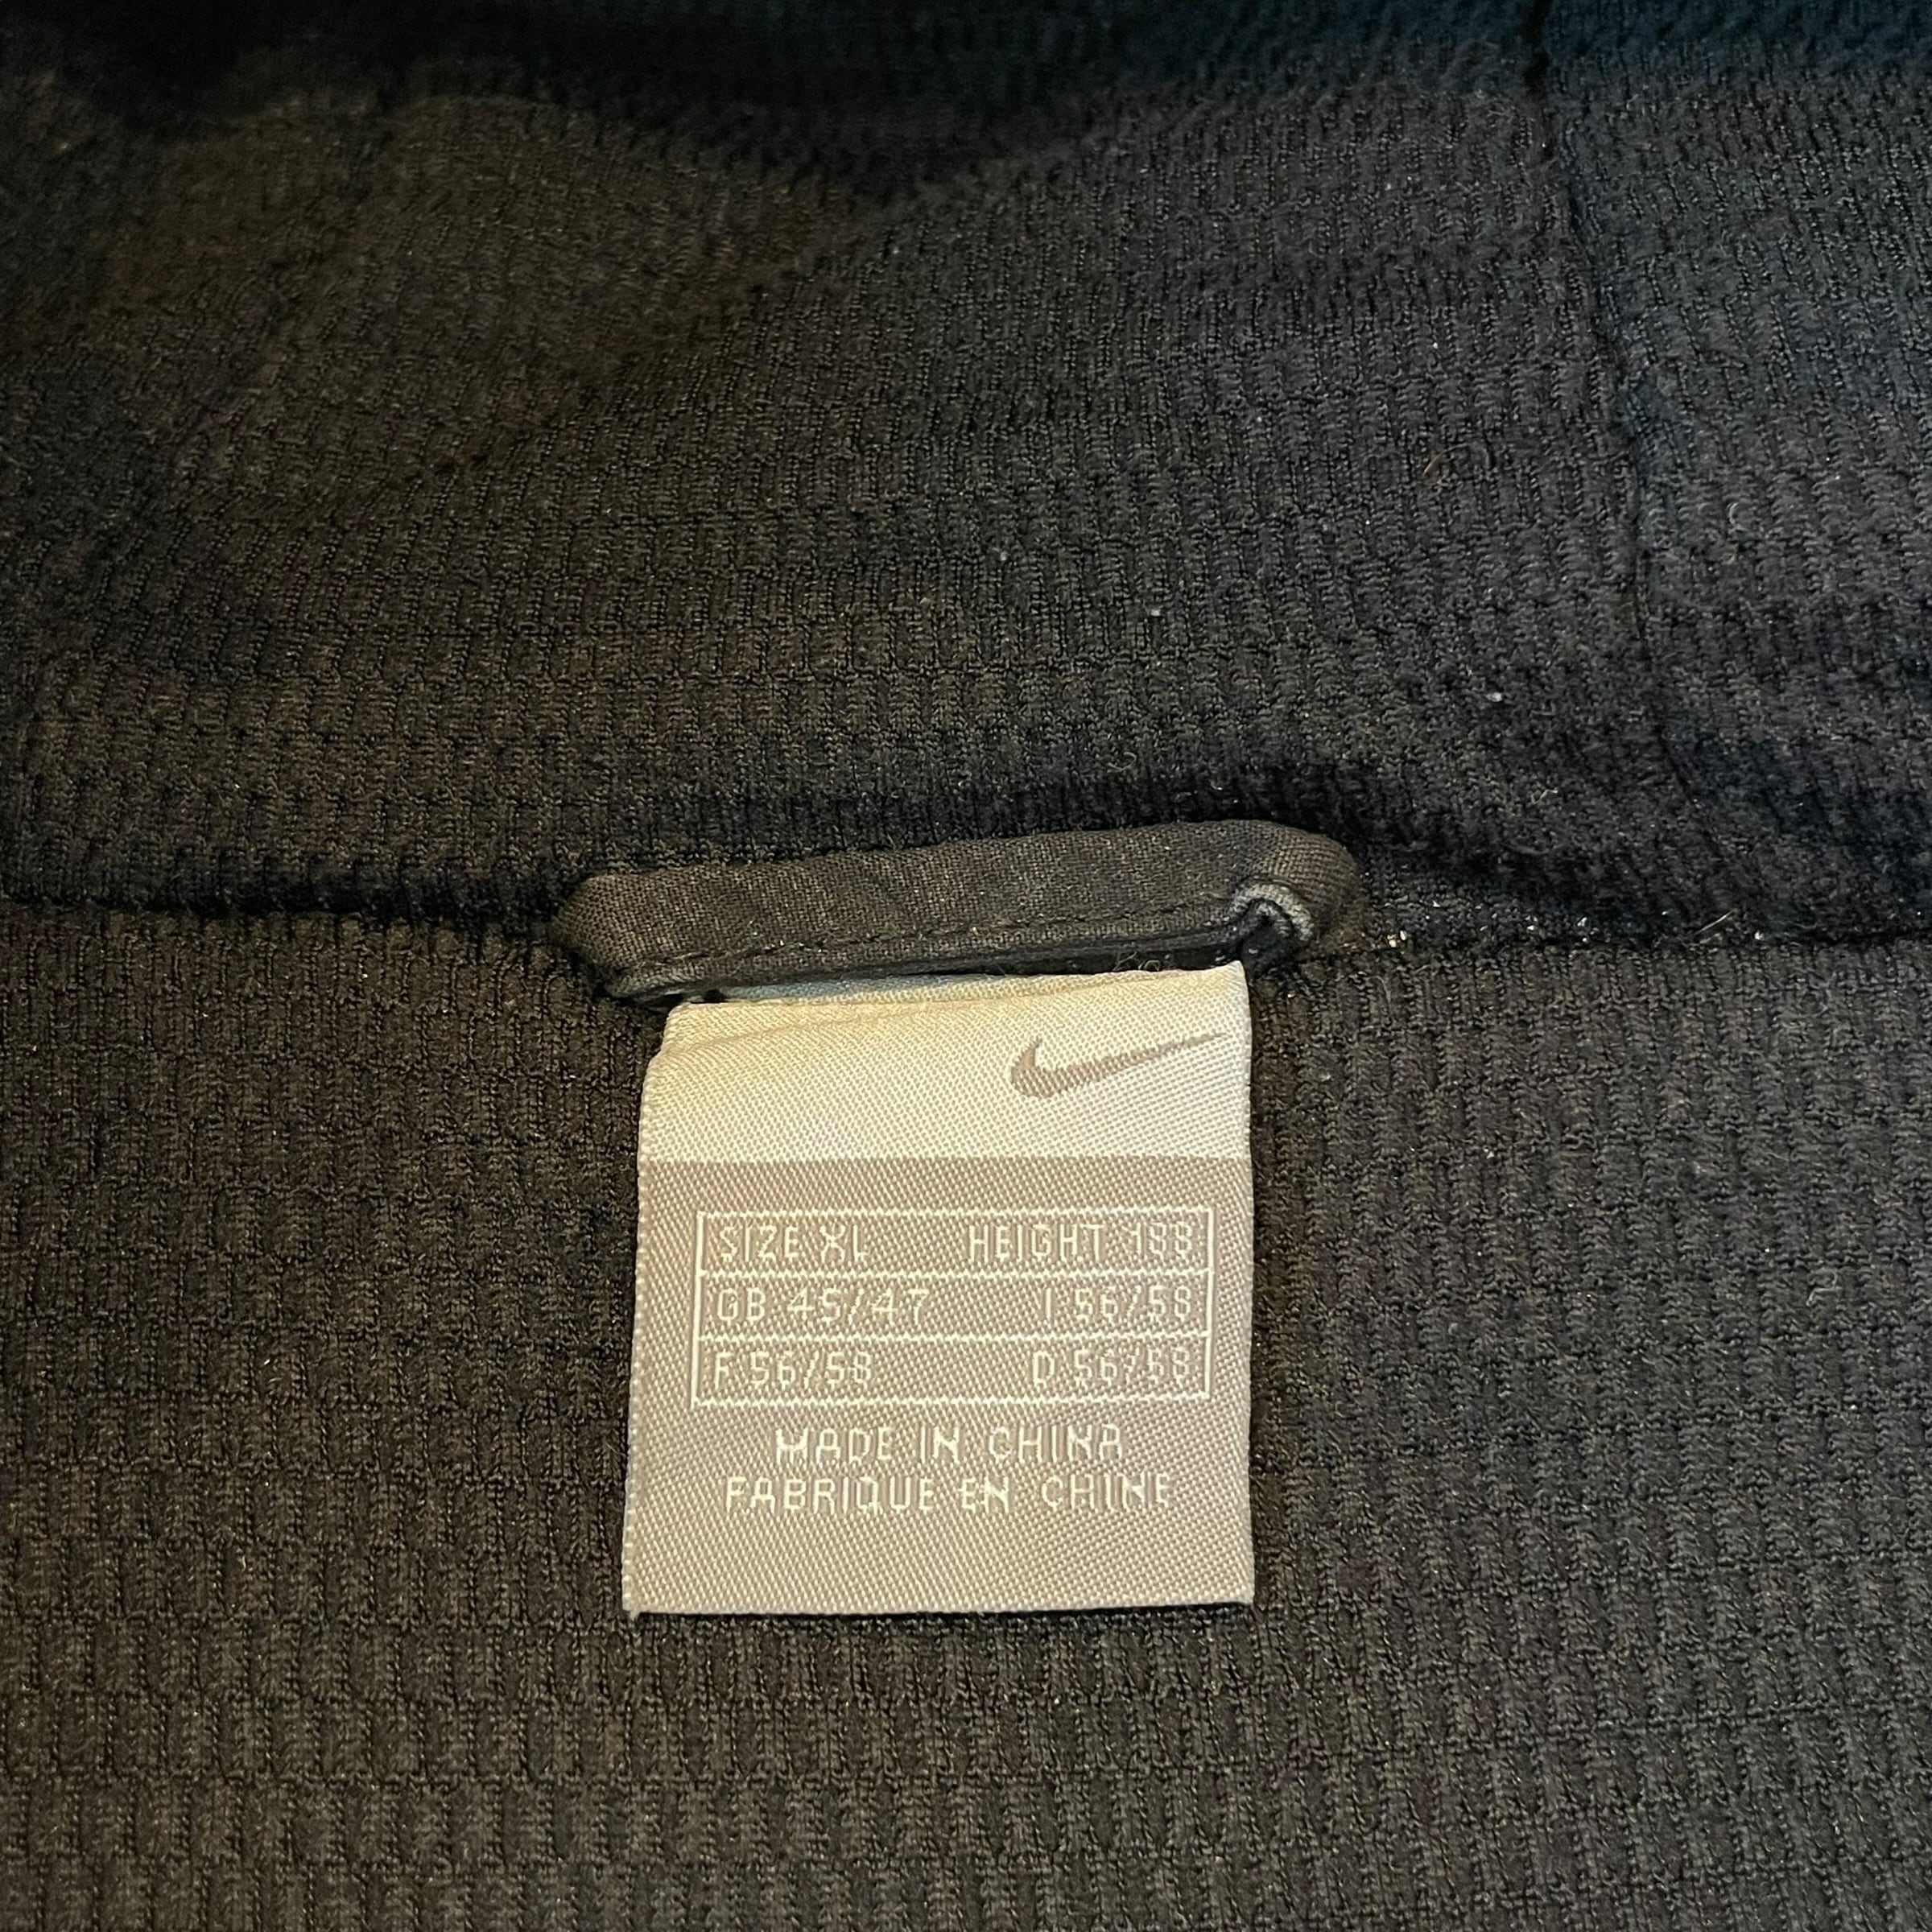 SIZE XL HEIGHT 188
GB 45/47 I 56/58
F 56/58 D 56/58
MADE IN CHINA
FABRIQUE EN CHINE